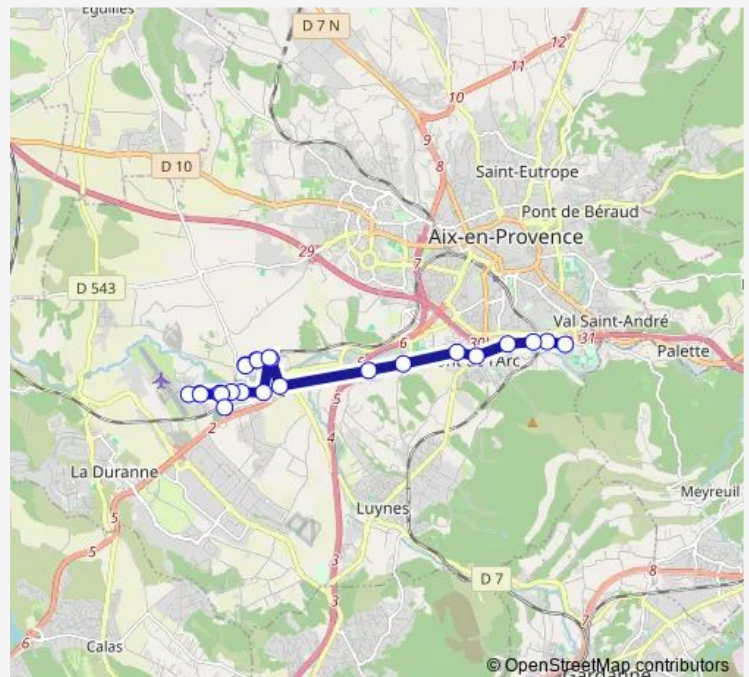 Eguilles
D 7 N
12
11
10
9
8
D 10
Saint-Eutrope
Pont de Béraud
Aix-en-Provence
29
7
D 543
Val Saint-André
6
31
Palette
5
5
2
4
La Duranne
Meyreuil
5
Luynes
5
3
D 7
8
3
7
6
Calas
© OpenStreetMap contributors
Gardanne